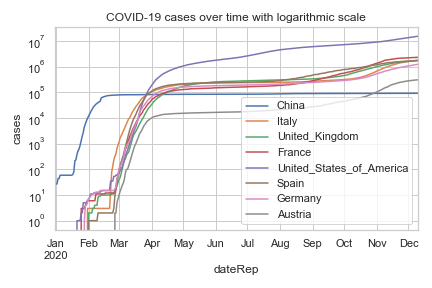 COVID-19 cases over time with logarithmic scale
cases
10^7
10^6
10^5
10^4
10^3
10^2
10^1
10^0
China
Italy
United_Kingdom
France
United_States_of_America
Spain
Germany
Austria
Jan Feb Mar Apr May Jun Jul Aug Sep Oct Nov Dec
2020
dateRep